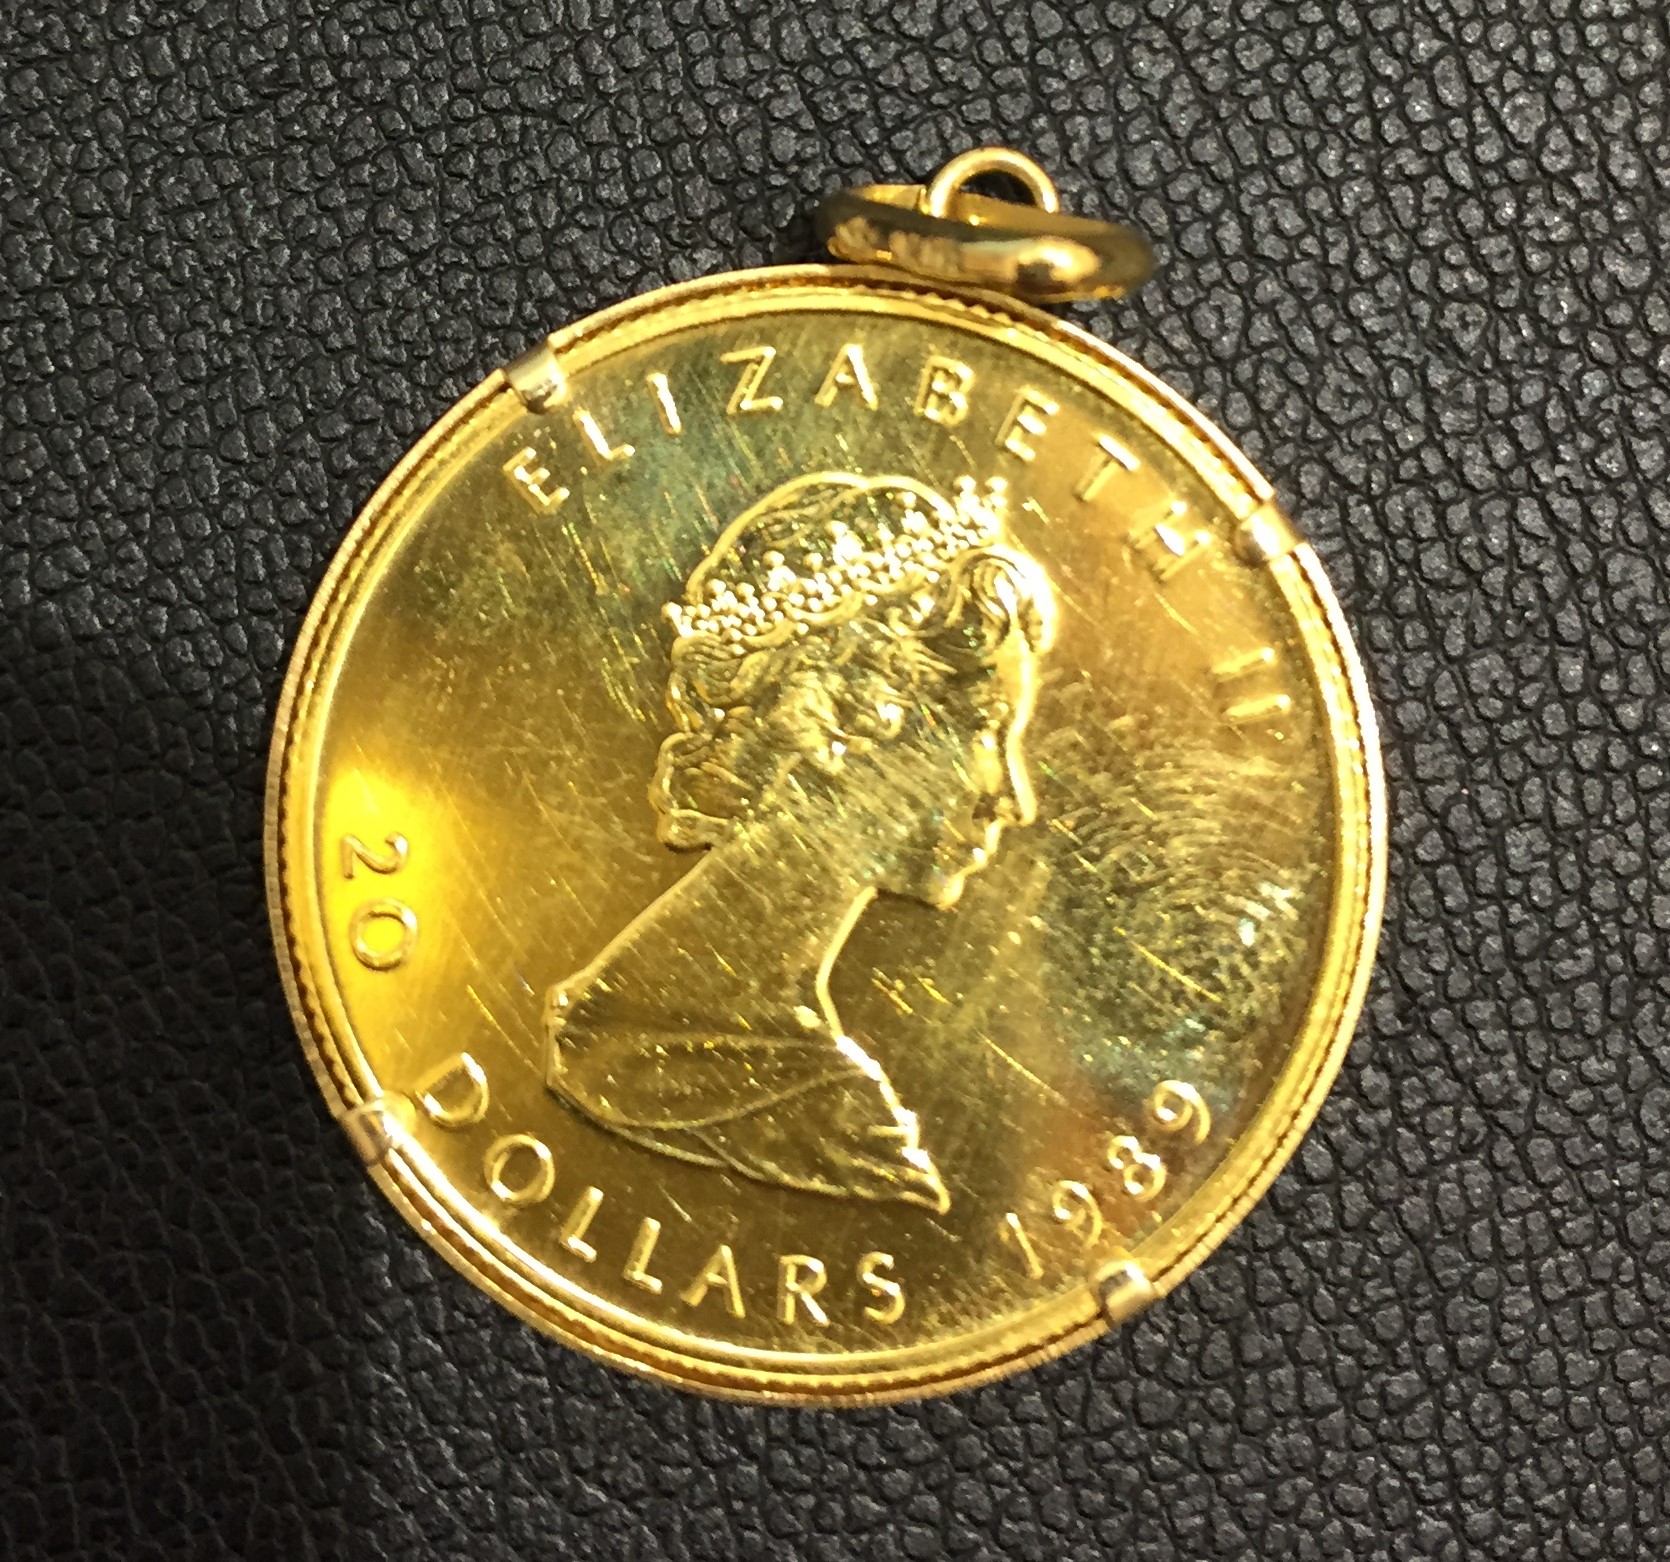 ELIZABETH II
20 DOLLARS 1989